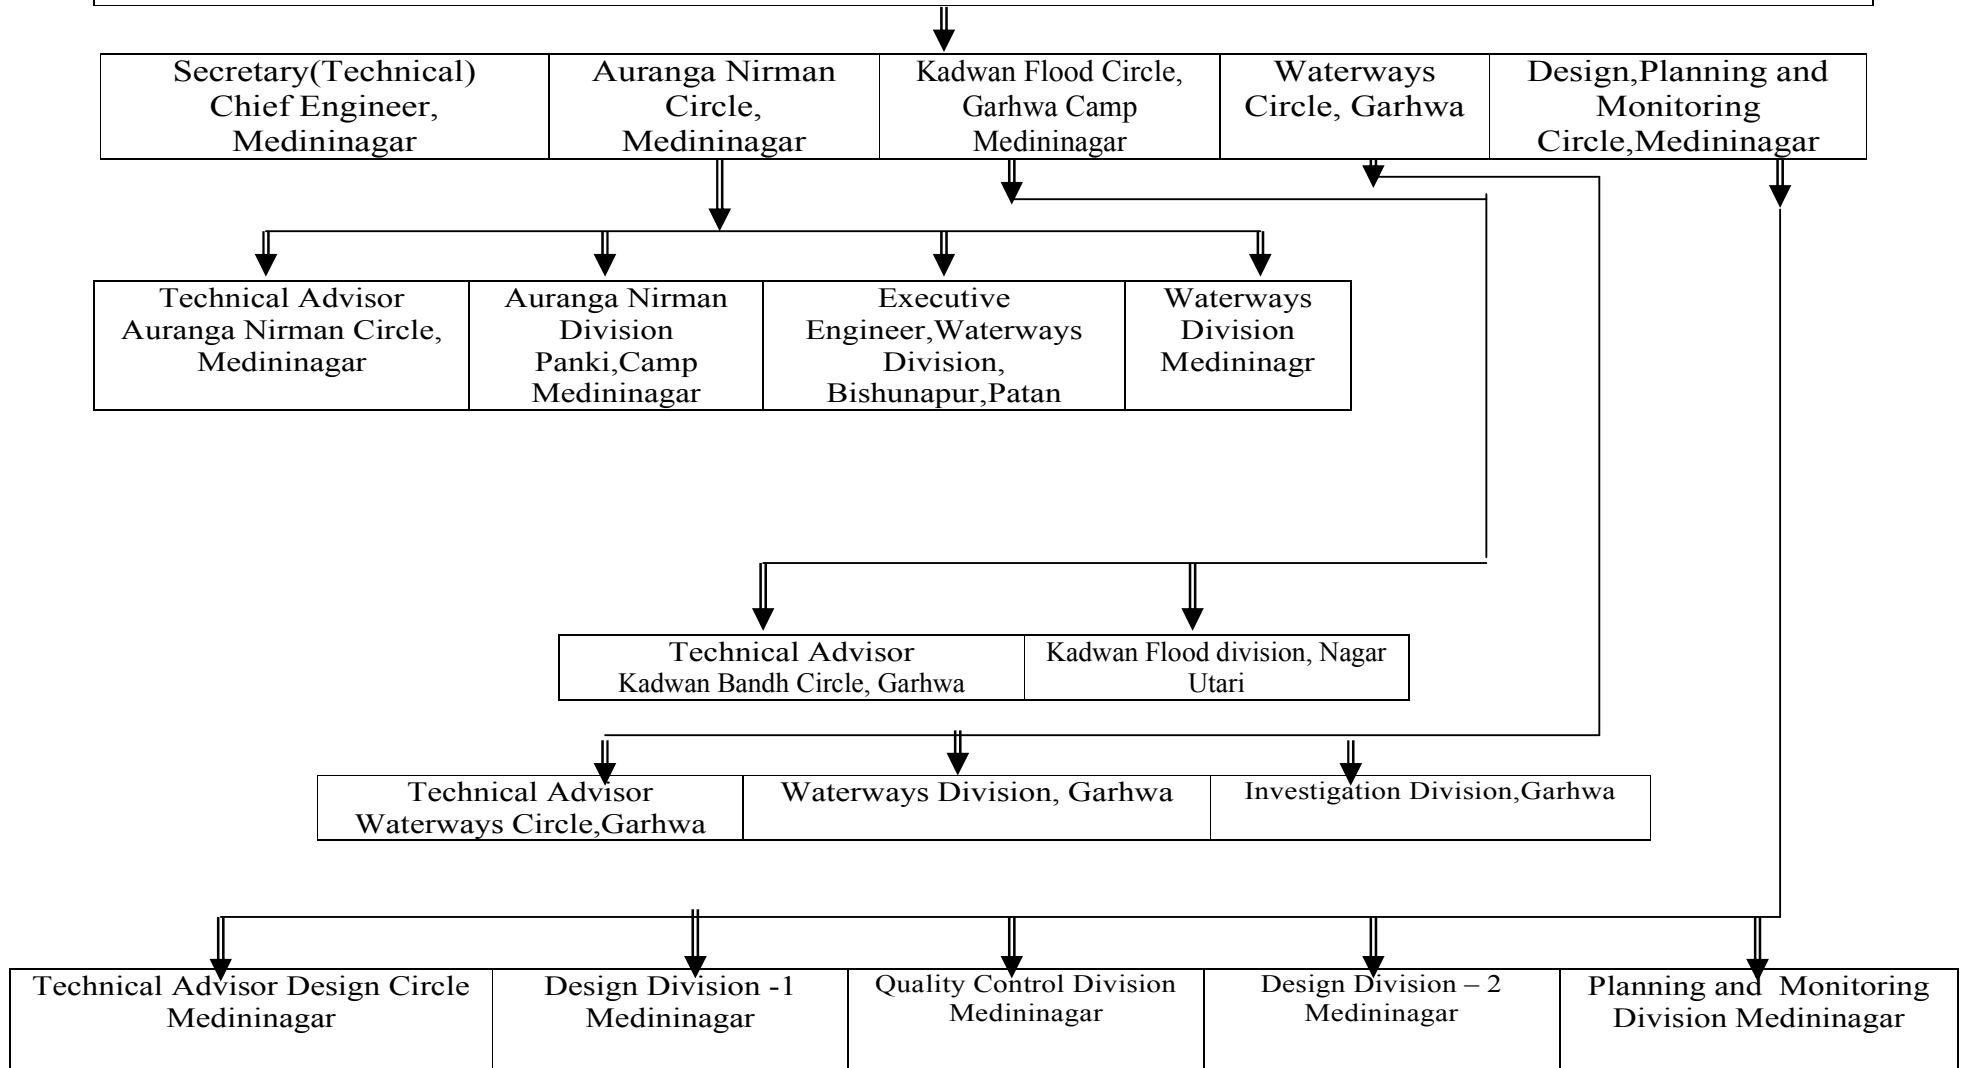 Secretary(Technical)
Chief Engineer,
Medininagar
Auranga Nirman
Circle,
Medininagar
Kadwan Flood Circle,
Garhwa Camp
Medininagar
Waterways
Circle, Garhwa
Design,Planning and
Monitoring
Circle,Medininagar
Technical Advisor
Auranga Nirman Circle,
Medininagar
Auranga Nirman
Division
Panki,Camp
Medininagar
Executive
Engineer,Waterways
Division,
Bishunapur,Patan
Waterways
Division
Medininagr
Technical Advisor
Kadwan Bandh Circle, Garhwa
Kadwan Flood division, Nagar
Utari
Technical Advisor
Waterways Circle,Garhwa
Waterways Division, Garhwa
Investigation Division,Garhwa
Technical Advisor Design Circle
Medininagar
Design Division -1
Medininagar
Quality Control Division
Medininagar
Design Division – 2
Medininagar
Planning and  Monitoring
Division Medininagar